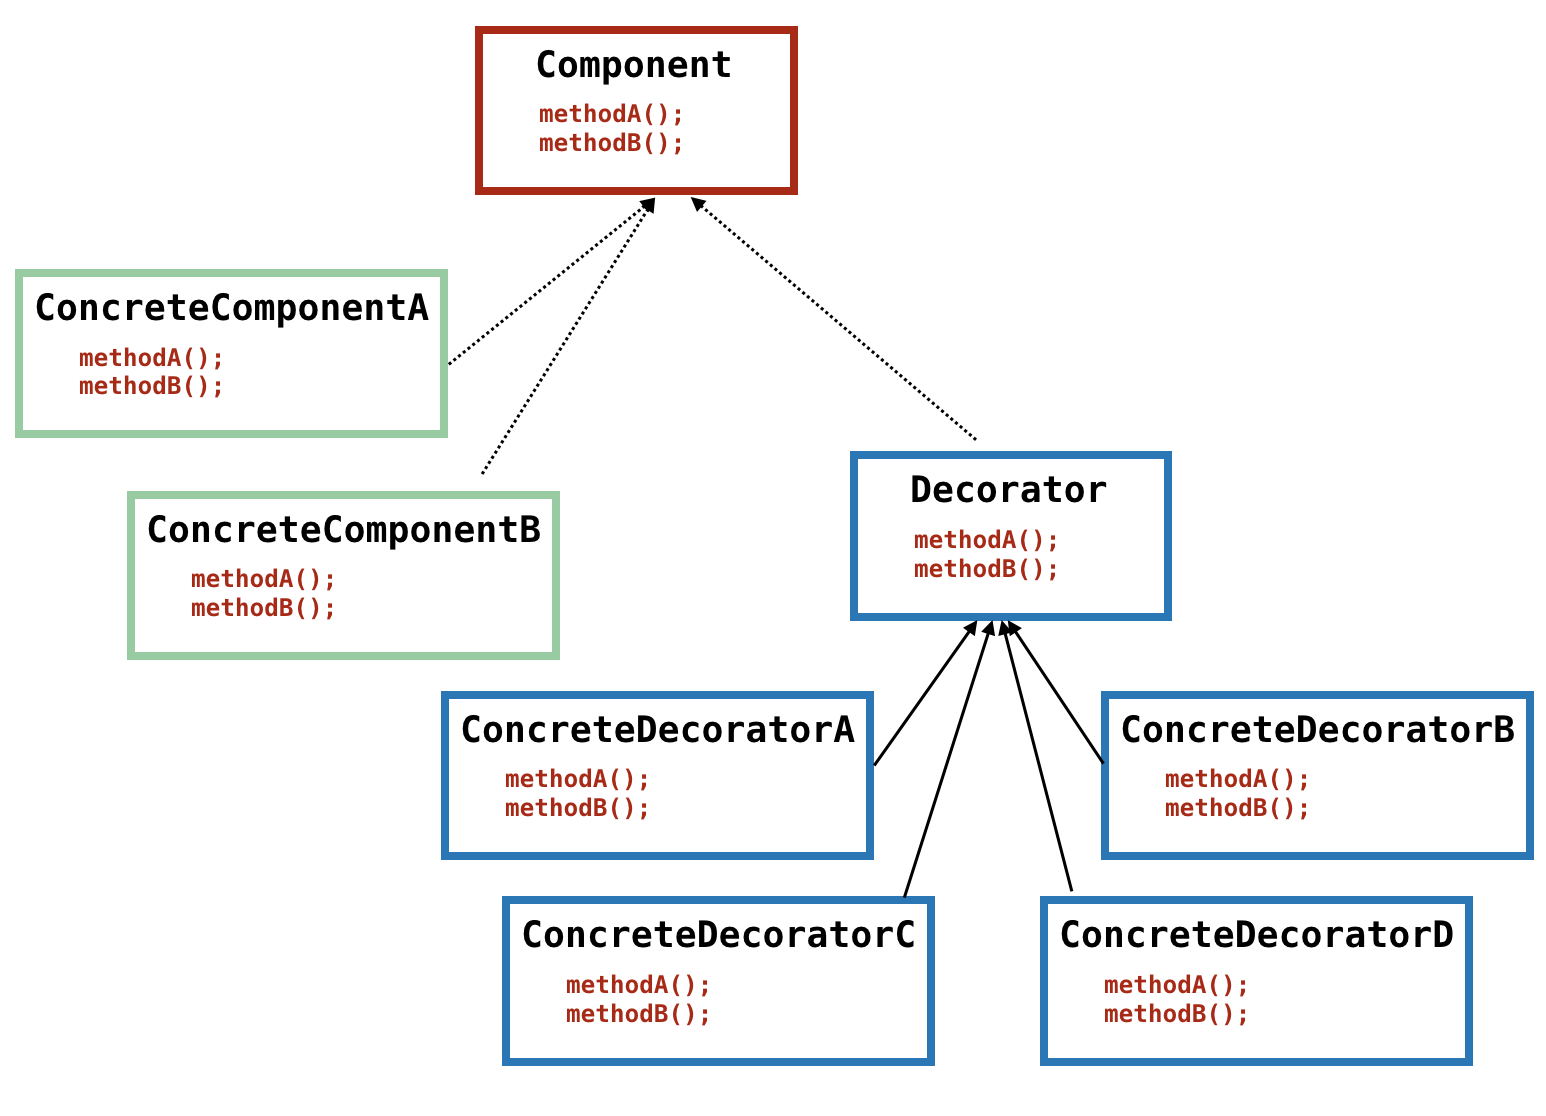 Component
methodA();
methodB();
ConcreteComponentA
methodA();
methodB();
ConcreteComponentB
methodA();
methodB();
Decorator
methodA();
methodB();
ConcreteDecoratorA
methodA();
methodB();
ConcreteDecoratorB
methodA();
methodB();
ConcreteDecoratorC
methodA();
methodB();
ConcreteDecoratorD
methodA();
methodB();